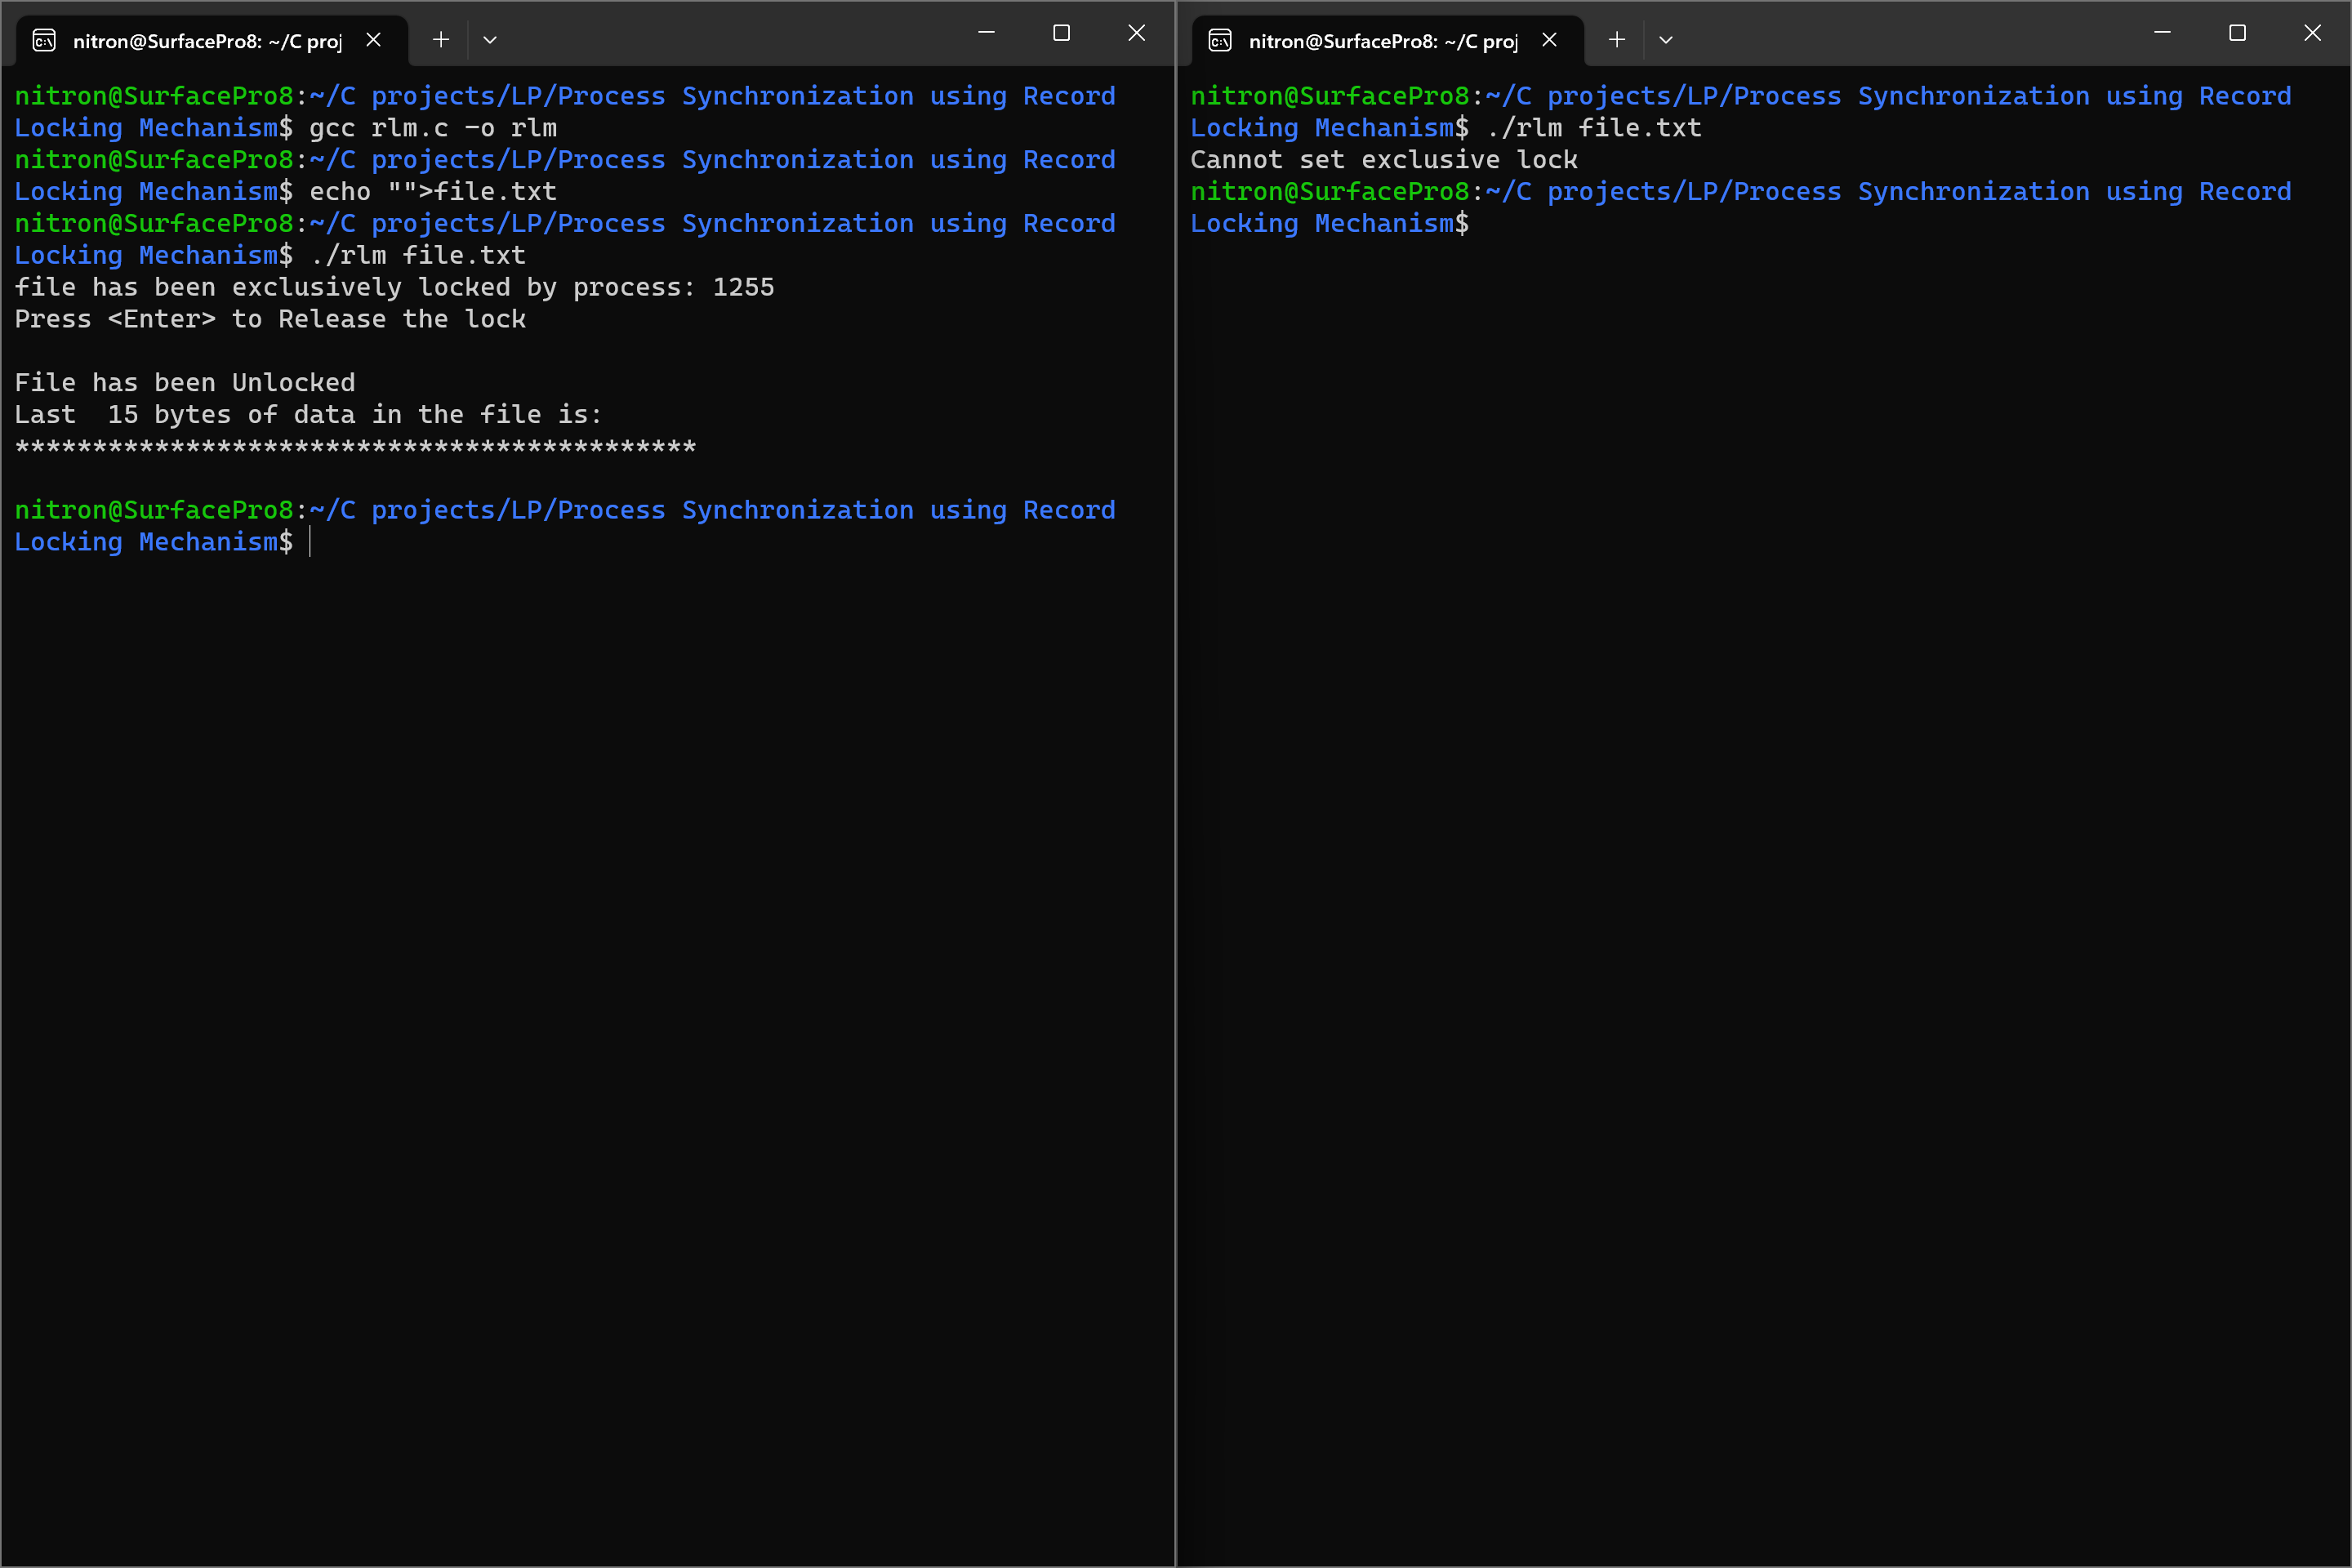 nitron@SurfacePro8: ~/C proj
nitron@SurfacePro8:~/C projects/LP/Process Synchronization using Record
Locking Mechanism$ gcc rlm.c -o rlm
nitron@SurfacePro8:~/C projects/LP/Process Synchronization using Record
Locking Mechanism$ echo "">file.txt
nitron@SurfacePro8:~/C projects/LP/Process Synchronization using Record
Locking Mechanism$ ./rlm file.txt
file has been exclusively locked by process: 1255
Press <Enter> to Release the lock
File has been Unlocked
Last  15 bytes of data in the file is:
********************************************
nitron@SurfacePro8:~/C projects/LP/Process Synchronization using Record
Locking Mechanism$
nitron@SurfacePro8: ~/C proj
nitron@SurfacePro8:~/C projects/LP/Process Synchronization using Record
Locking Mechanism$ ./rlm file.txt
Cannot set exclusive lock
nitron@SurfacePro8:~/C projects/LP/Process Synchronization using Record
Locking Mechanism$